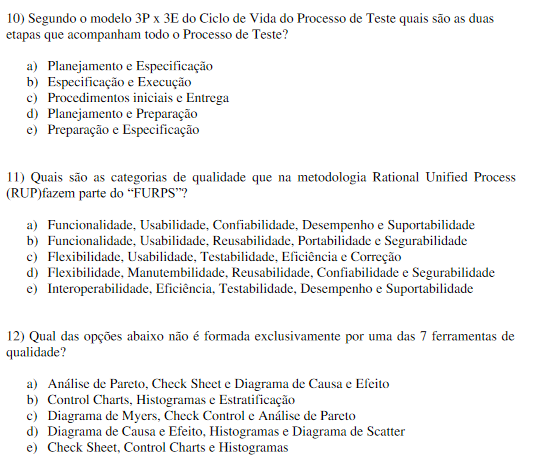 10) Segundo o modelo 3P x 3E do Ciclo de Vida do Processo de Teste quais são as duas
etapas que acompanham todo o Processo de Teste?
a) Planejamento e Especificação
b) Especificação e Execução
c) Procedimentos iniciais e Entrega
d) Planejamento e Preparação
e) Preparação e Especificação
11) Quais são as categorias de qualidade que na metodologia Rational Unified Process
(RUP)fazem parte do “FURPS”?
a) Funcionalidade, Usabilidade, Confiabilidade, Desempenho e Suportabilidade
b) Funcionalidade, Usabilidade, Reusabilidade, Portabilidade e Segurabilidade
c) Flexibilidade, Usabilidade, Testabilidade, Eficiência e Correção
d) Flexibilidade, Manutembilidade, Reusabilidade, Confiabilidade e Segurabilidade
e) Interoperabilidade, Eficiência, Testabilidade, Desempenho e Suportabilidade
12) Qual das opções abaixo não é formada exclusivamente por uma das 7 ferramentas de
qualidade?
a) Análise de Pareto, Check Sheet e Diagrama de Causa e Efeito
b) Control Charts, Histogramas e Estratificação
c) Diagrama de Myers, Check Control e Análise de Pareto
d) Diagrama de Causa e Efeito, Histogramas e Diagrama de Scatter
e) Check Sheet, Control Charts e Histogramas